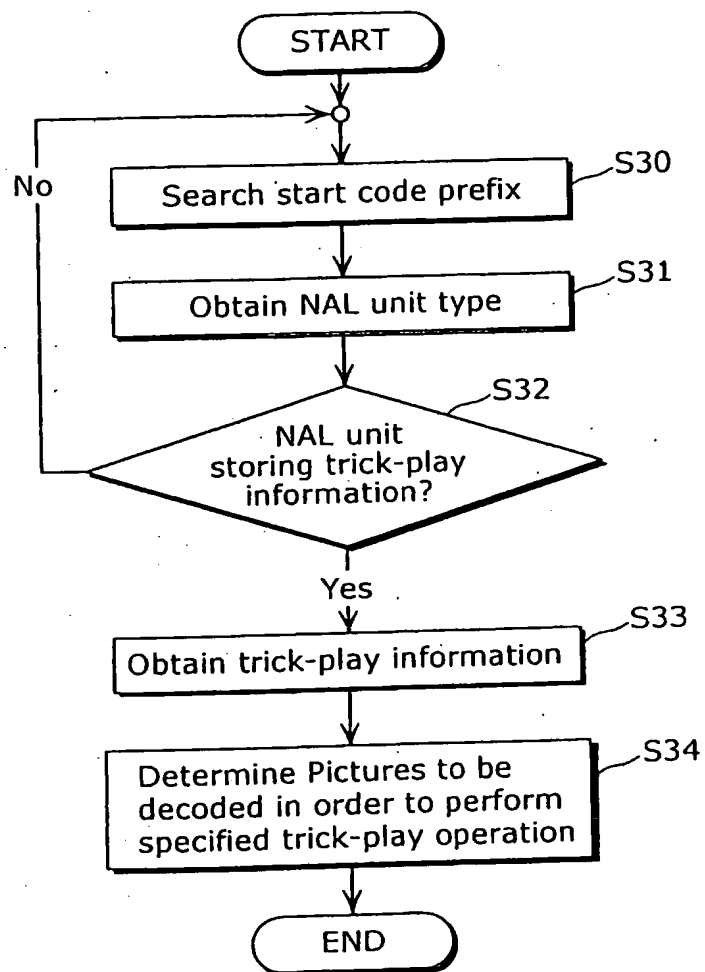 START
No
S30
Search start code prefix
S31
Obtain NAL unit type
S32
NAL unit
storing trick-play
information?
Yes
S33
Obtain trick-play information
S34
Determine Pictures to be
decoded in order to perform
specified trick-play operation
END